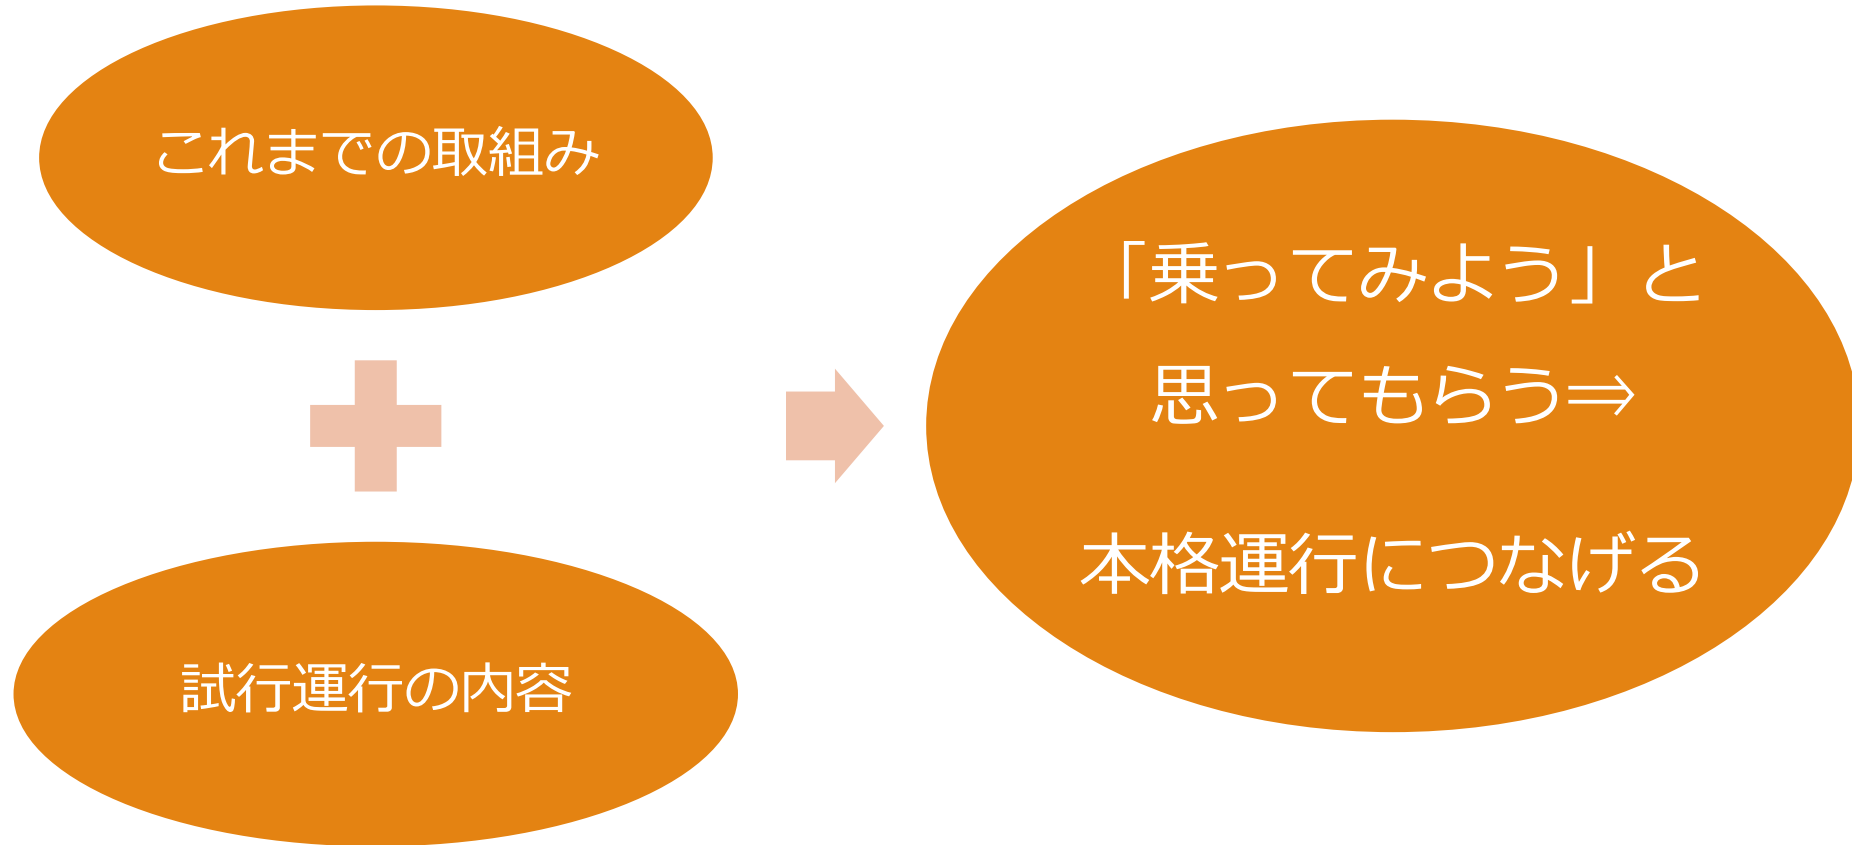 これまでの取組み
試行運行の内容
「乗ってみよう」と
思ってもらう⇒
本格運行につなげる